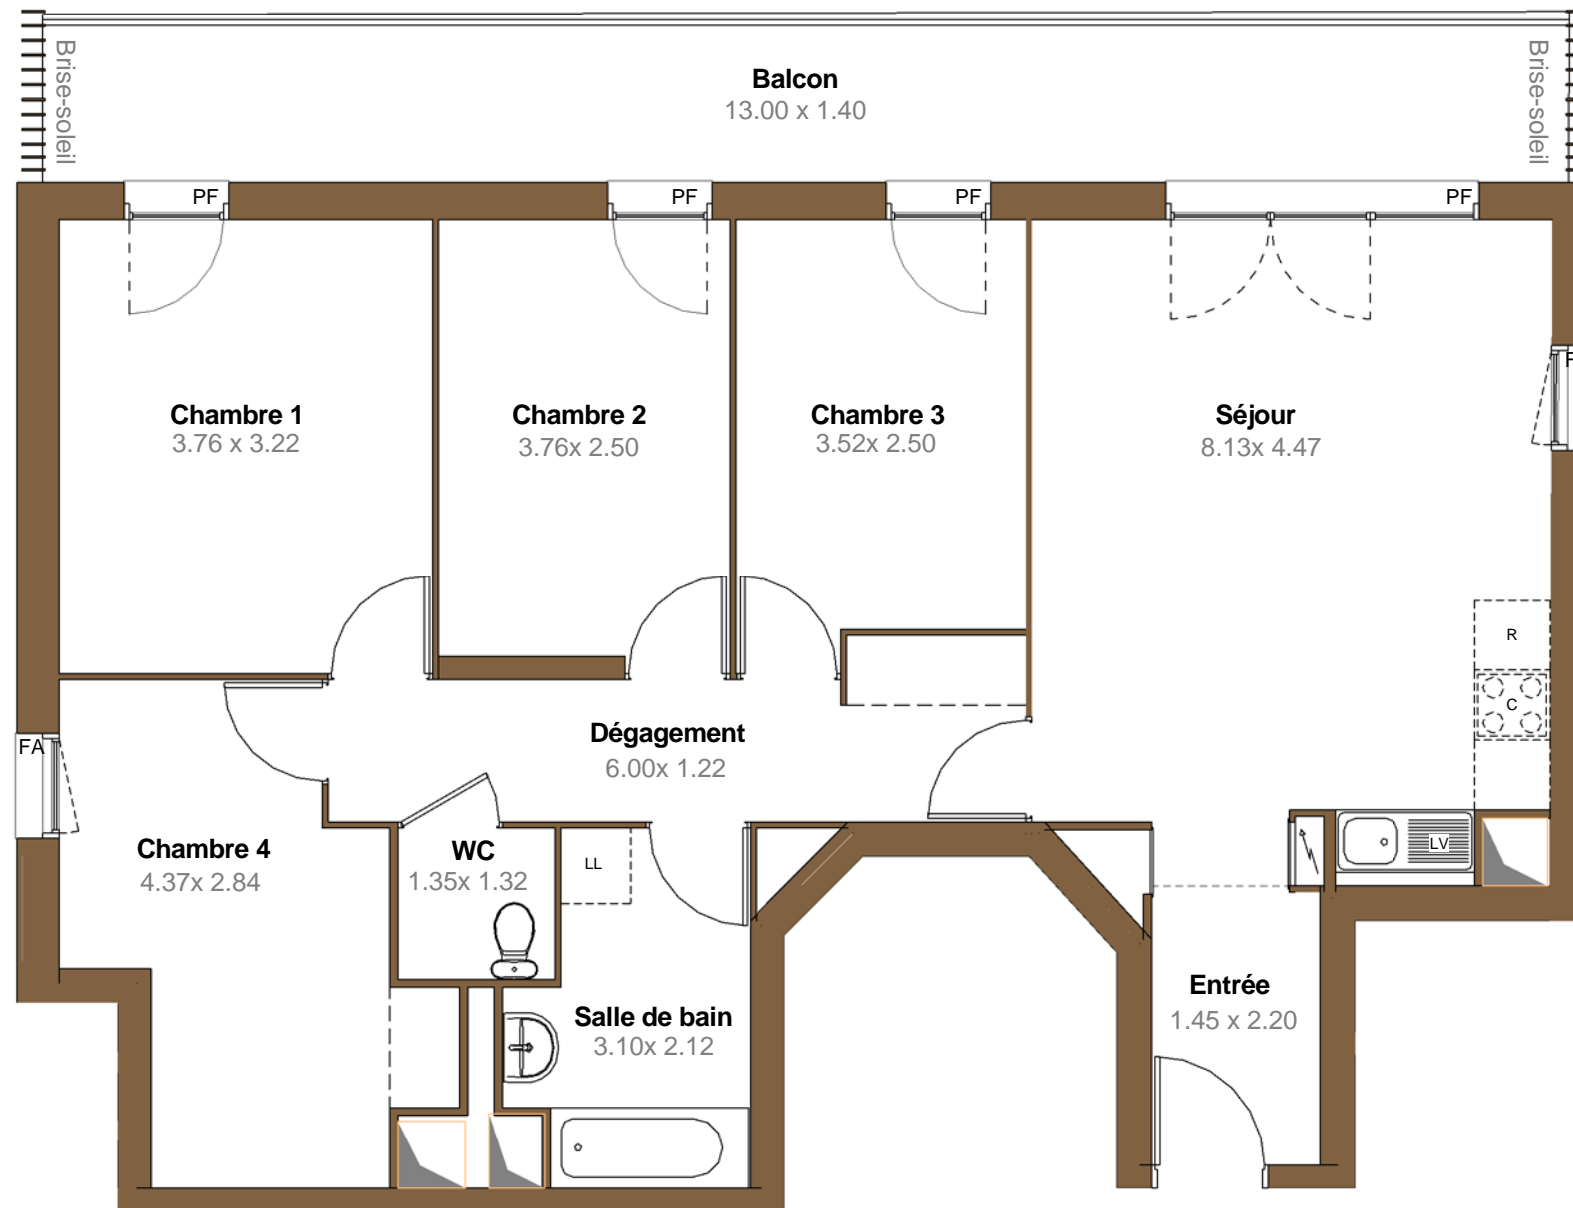 Brise-soleil
Balcon
13.00 x 1.40
Brise-soleil
PF
PF
PF
PF
F
Chambre 1
3.76 x 3.22
Chambre 2
3.76x 2.50
Chambre 3
3.52x 2.50
Séjour
8.13x 4.47
R
C
FA
Dégagement
6.00x 1.22
Chambre 4
4.37x 2.84
WC
1.35x 1.32
LL
LV
Salle de bain
3.10x 2.12
Entrée
1.45 x 2.20